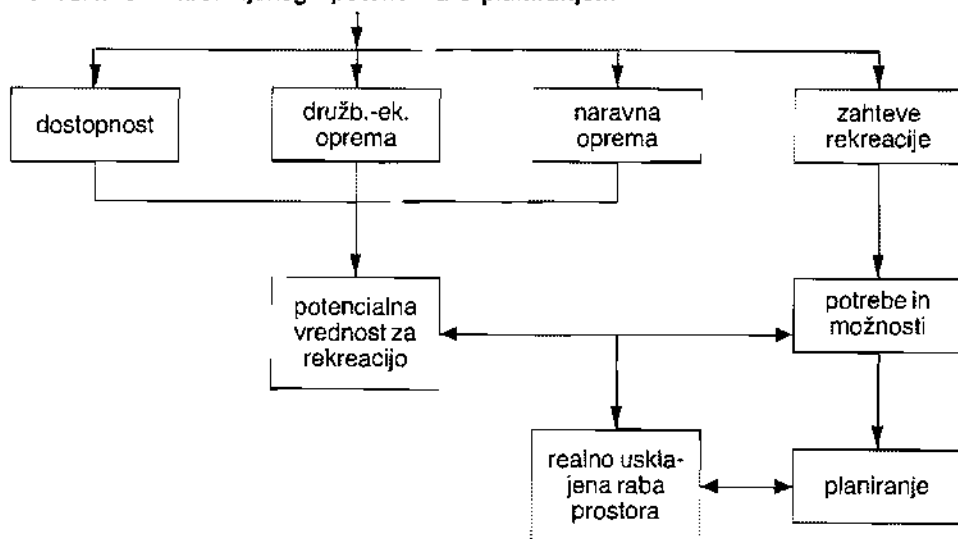 planiranjem
dostopnost
družb.-ek.
oprema
naravna
oprema
zahteve
rekreacije
potencialna
vrednost za
rekreacijo
potrebe in
možnosti
realno uskla-
jena raba
prostora
planiranje